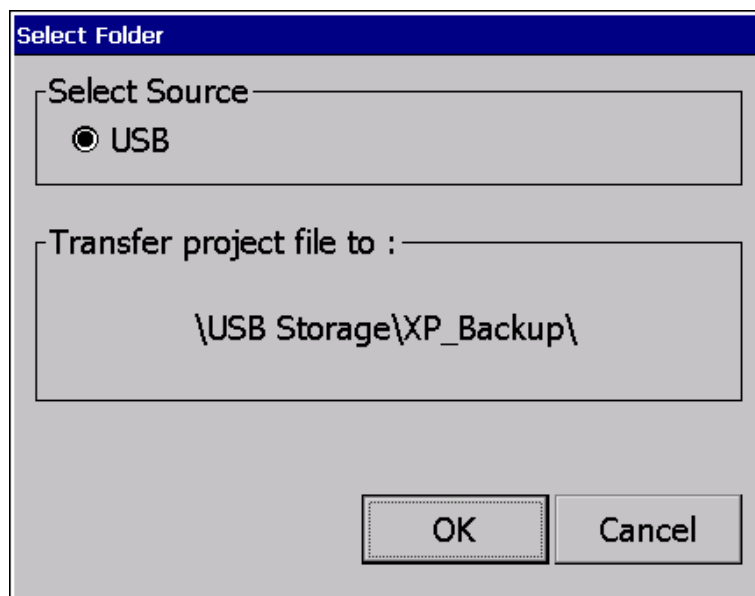 Select Folder
Select Source
USB
Transfer project file to :
\USB Storage\XP_Backup\
OK
Cancel